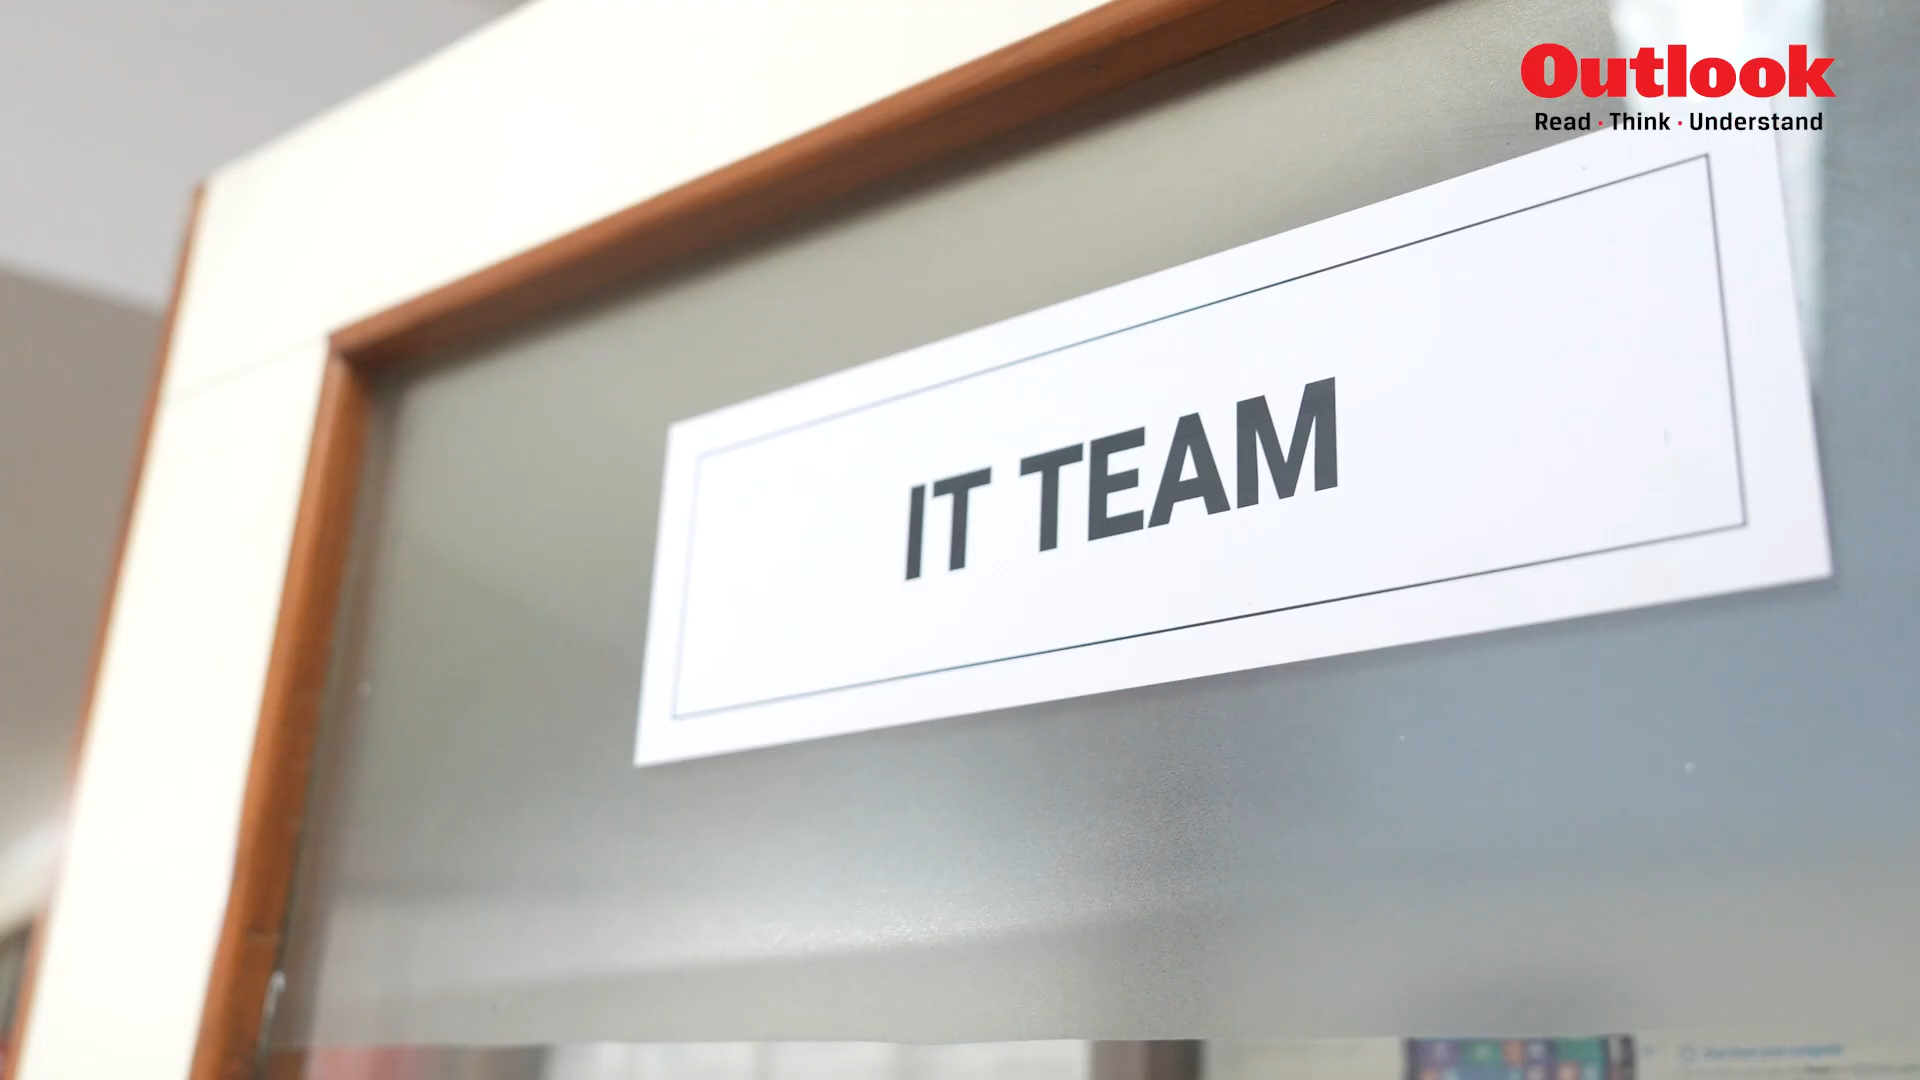 Outlook
Read · Think · Understand
IT TEAM